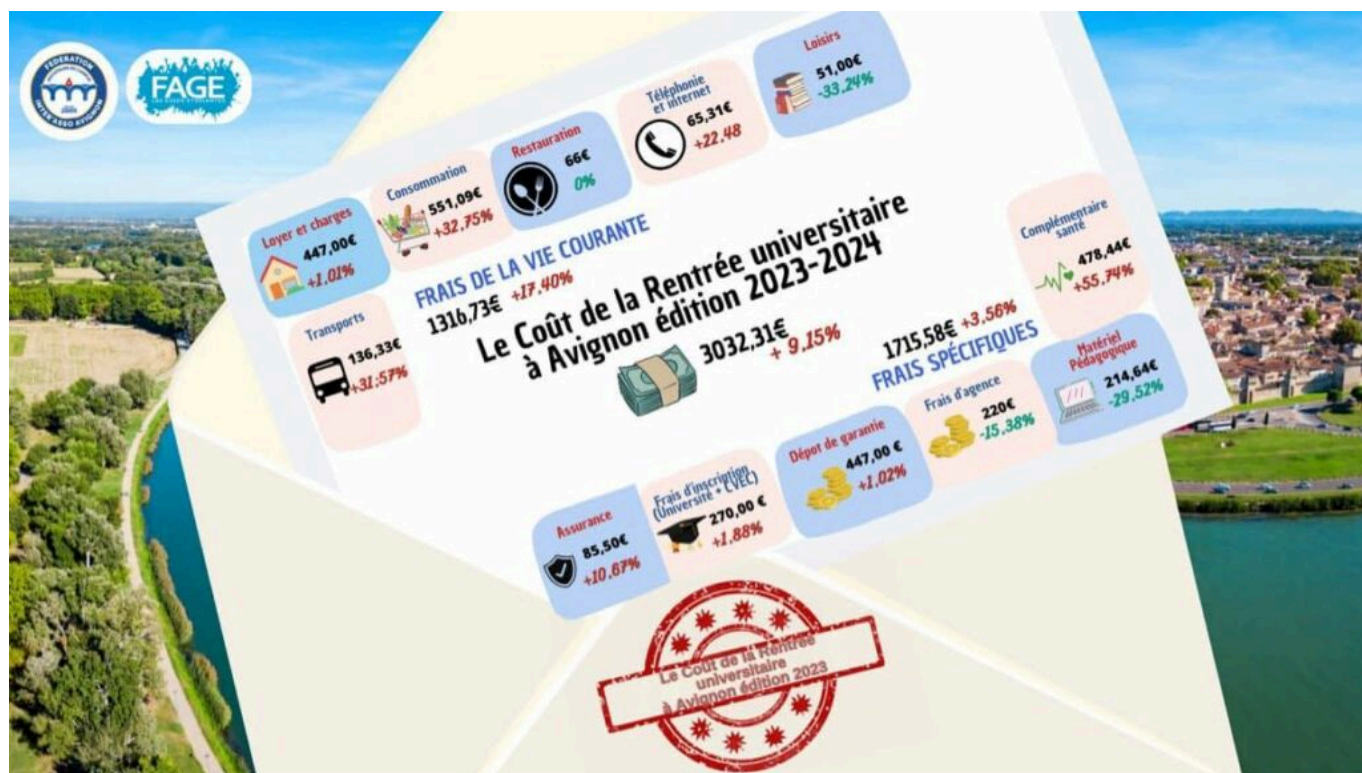 FEDERATION
INTER ASSO AVIGNON
FAGE
Loisirs
51,00€
-33,24%
Téléphonie
et internet
65,31€
+22,48
Restauration
66€
0%
Consommation
551,09€
+32,75%
Loyer et charges
447,00€
+1,01%
Transports
136,33€
+31,57%
FRAIS DE LA VIE COURANTE
1316,73€ +17,40%
Le Coût de la Rentrée universitaire
à Avignon édition 2023-2024
3032,31€
+ 9,15%
1715,58€ +3,56%
FRAIS SPÉCIFIQUES
Complémentaire
santé
478,44€
+55,74%
Matériel
Pédagogique
214,64€
-29,52%
Frais d'agence
220€
-15,38%
Dépot de garantie
447,00 €
+1,02%
Frais d'inscription
(Université + CVEC)
270,00 €
+1,88%
Assurance
85,50€
+10,67%
Le Coût de la Rentrée
universitaire
à Avignon édition 2023